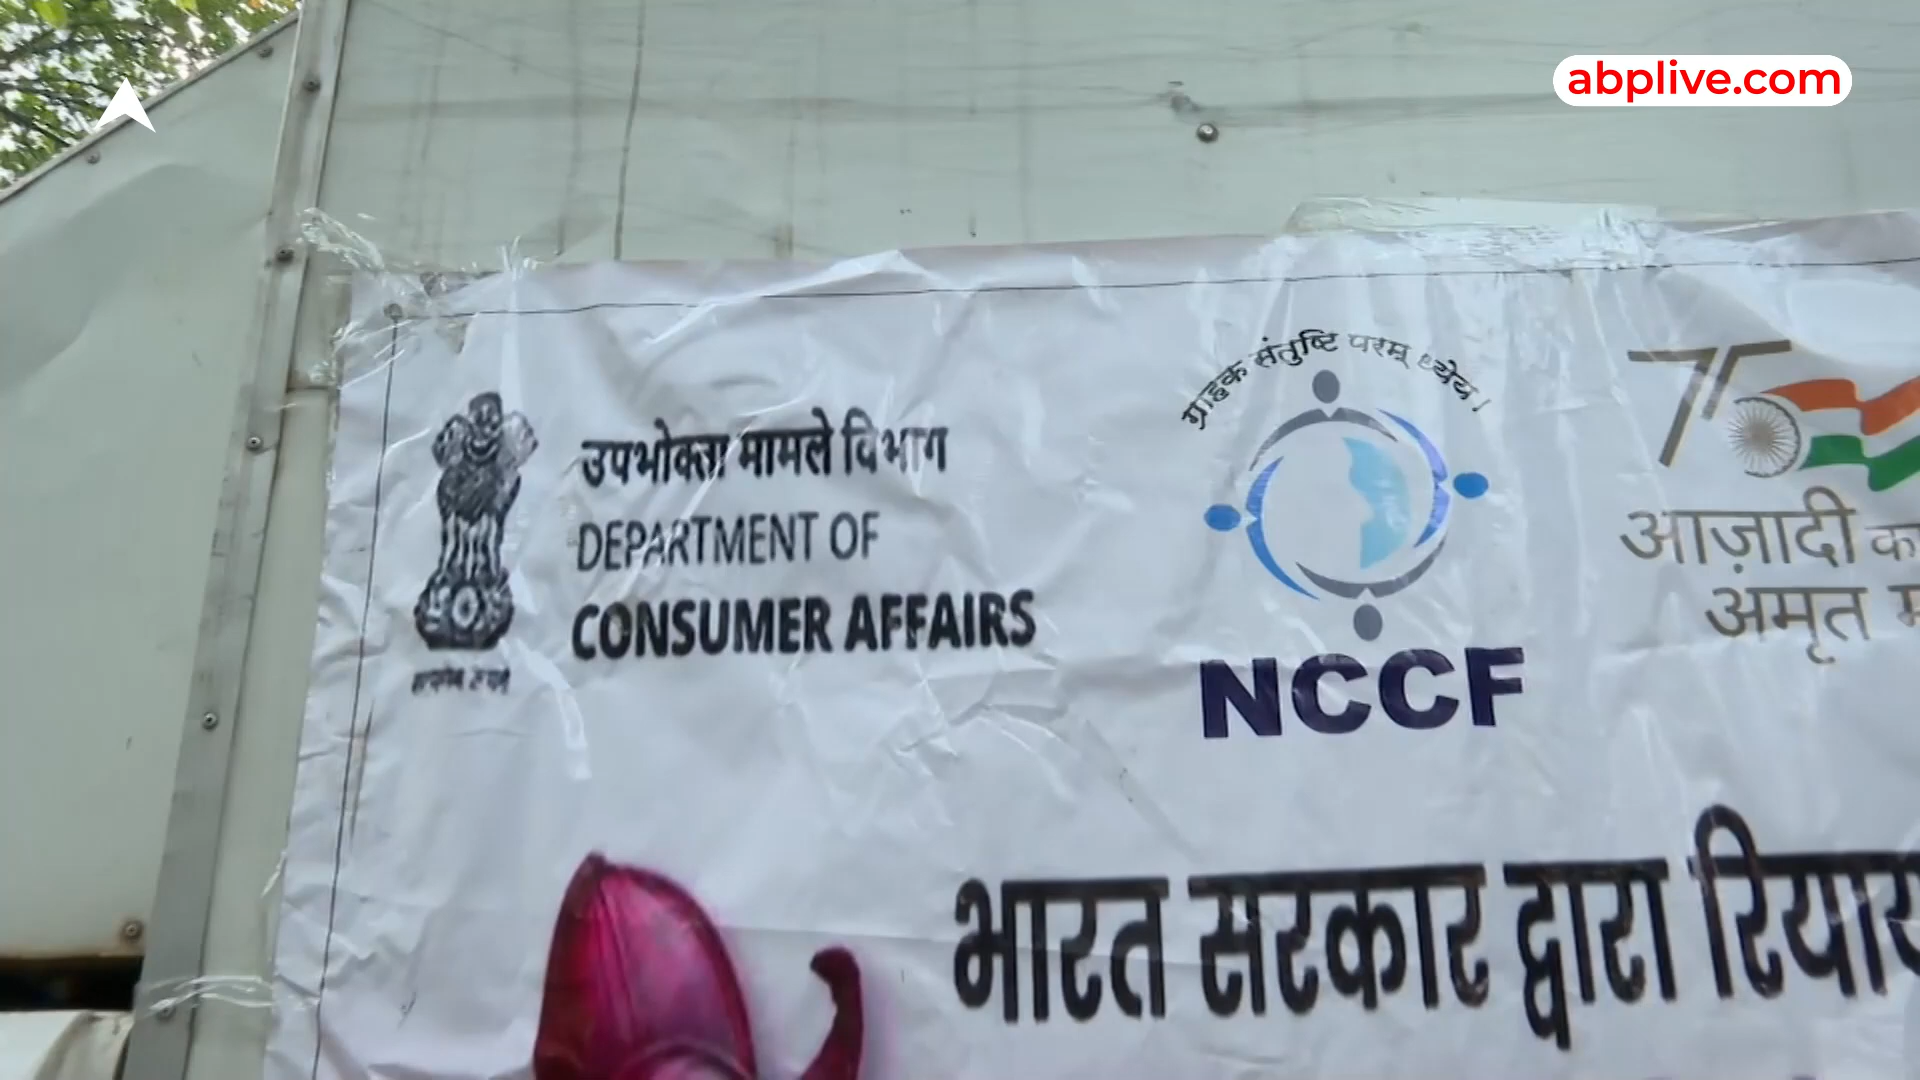 abplive.com
ग्राहक संतुष्टि परम् ध्येय।
उपभोक्ता मामले विभाग
DEPARTMENT OF
CONSUMER AFFAIRS
NCCF
आज़ादी का
अमृत
भारत सरकार द्वारा